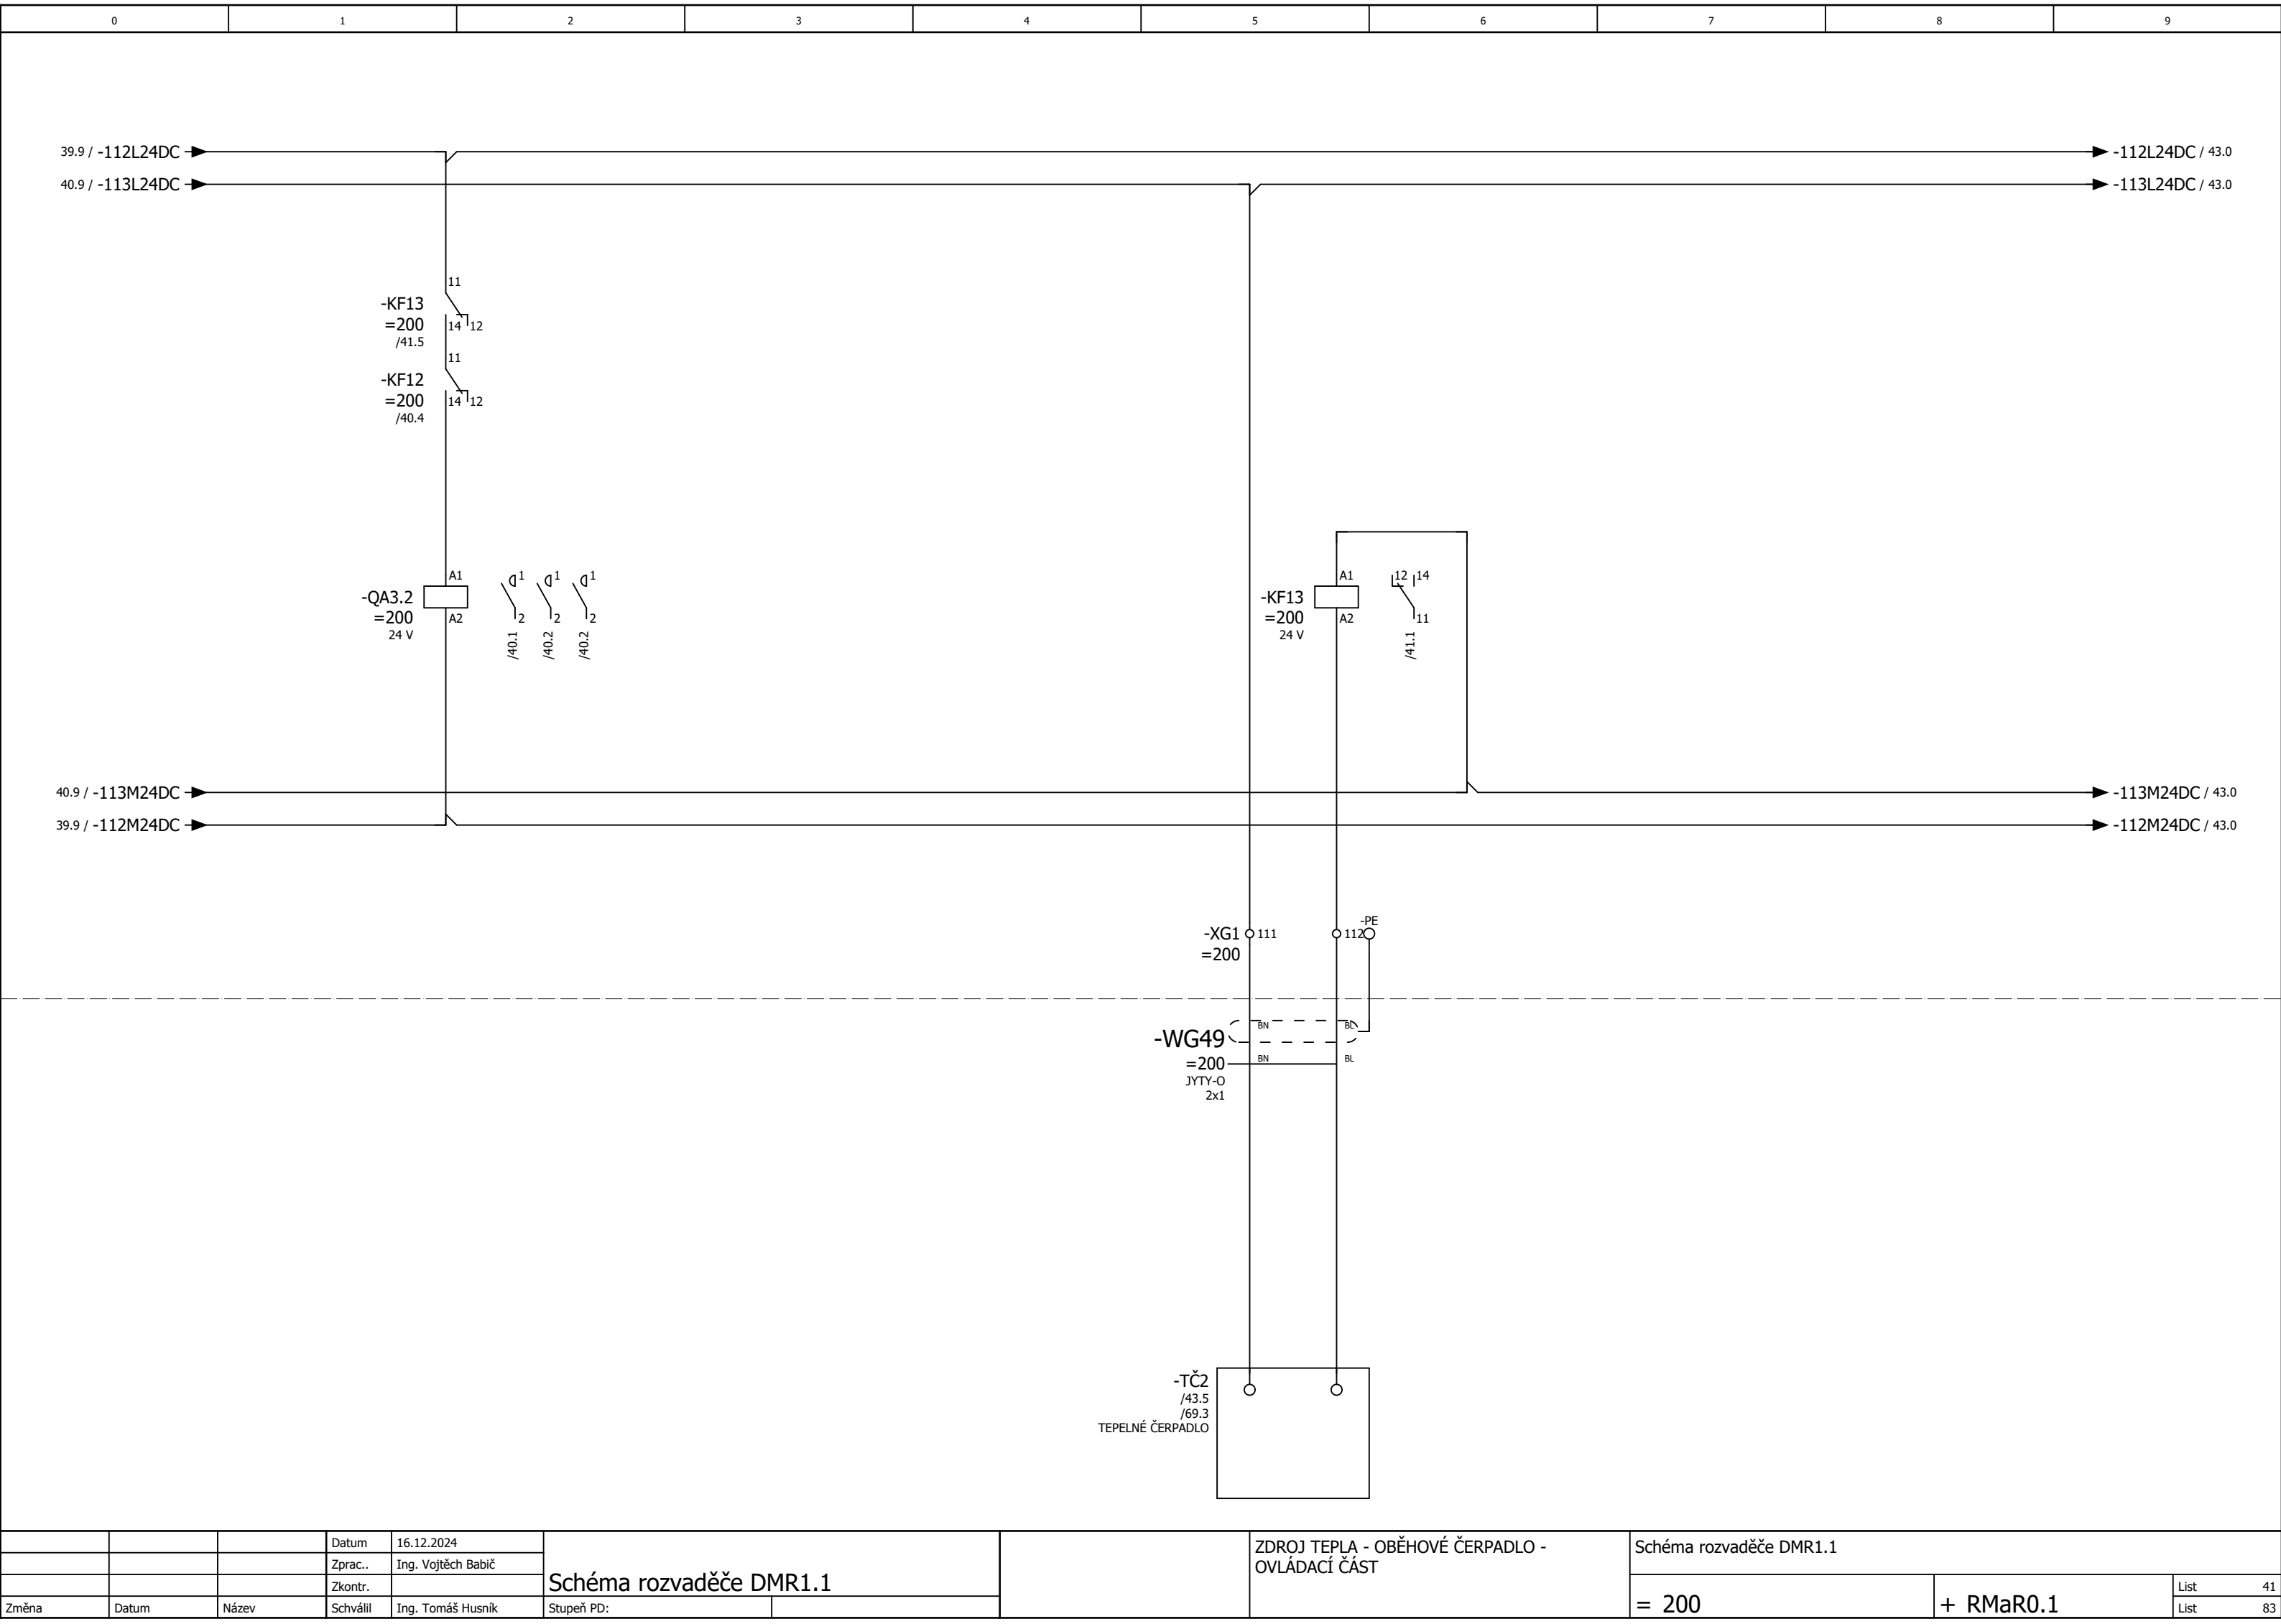 0 1 2 3 4 5 6 7 8 9
39.9 / -112L24DC
-112L24DC / 43.0
40.9 / -113L24DC
-113L24DC / 43.0
11
-KF13
=200
14 12
/41.5
11
-KF12
=200
14 12
/40.4
A1
-QA3.2
=200
A2
24 V
1 1 1
2 2 2
/40.1 /40.2 /40.2
A1
-KF13
=200
A2
24 V
12 14
11
/41.1
40.9 / -113M24DC
-113M24DC / 43.0
39.9 / -112M24DC
-112M24DC / 43.0
-PE
-XG1 111 112
=200
BN BL
-WG49
=200 BN BL
JYTY-O
2x1
-TČ2
/43.5
/69.3
TEPELNÉ ČERPADLO
Změna Datum Název
Datum 16.12.2024
Zprac.. Ing. Vojtěch Babič
Zkontr.
Schválil Ing. Tomáš Husník
Schéma rozvaděče DMR1.1
Stupeň PD:
ZDROJ TEPLA - OBĚHOVÉ ČERPADLO -
OVLÁDACÍ ČÁST
Schéma rozvaděče DMR1.1
= 200
+ RMaR0.1
List 41
List 83